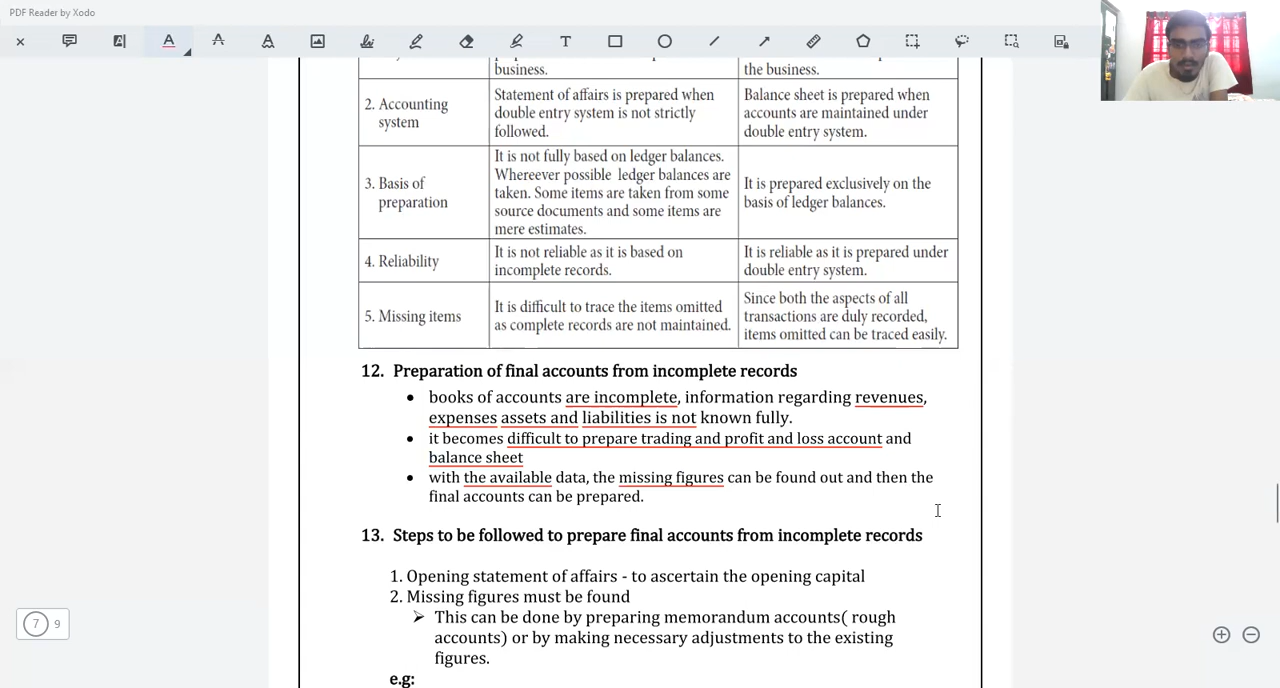 PDF Reader by Xodo
business.
the business.
2. Accounting
system
Statement of affairs is prepared when
double entry system is not strictly
followed.
Balance sheet is prepared when
accounts are maintained under
double entry system.
3. Basis of
preparation
It is not fully based on ledger balances.
Whereever possible ledger balances are
taken. Some items are taken from some
source documents and some items are
mere estimates.
It is prepared exclusively on the
basis of ledger balances.
4. Reliability
It is not reliable as it is based on
incomplete records.
It is reliable as it is prepared under
double entry system.
5. Missing items
It is difficult to trace the items omitted
as complete records are not maintained.
Since both the aspects of all
transactions are duly recorded,
items omitted can be traced easily.
12. Preparation of final accounts from incomplete records
• books of accounts are incomplete, information regarding revenues,
expenses assets and liabilities is not known fully.
• it becomes difficult to prepare trading and profit and loss account and
balance sheet
• with the available data, the missing figures can be found out and then the
final accounts can be prepared.
13. Steps to be followed to prepare final accounts from incomplete records
1. Opening statement of affairs - to ascertain the opening capital
2. Missing figures must be found
➢ This can be done by preparing memorandum accounts( rough
accounts) or by making necessary adjustments to the existing
figures.
e.g:
7 9